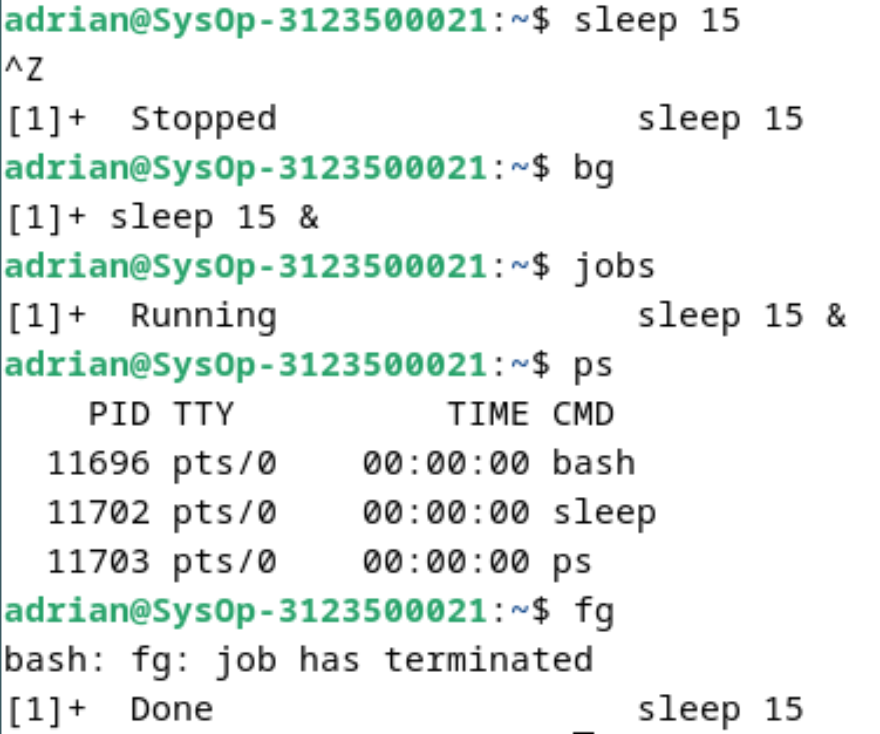 adrian@SysOp-3123500021:~$ sleep 15
^Z
[1]+  Stopped                 sleep 15
adrian@SysOp-3123500021:~$ bg
[1]+ sleep 15 &
adrian@SysOp-3123500021:~$ jobs
[1]+  Running                 sleep 15 &
adrian@SysOp-3123500021:~$ ps
    PID TTY          TIME CMD
  11696 pts/0    00:00:00 bash
  11702 pts/0    00:00:00 sleep
  11703 pts/0    00:00:00 ps
adrian@SysOp-3123500021:~$ fg
bash: fg: job has terminated
[1]+  Done                    sleep 15